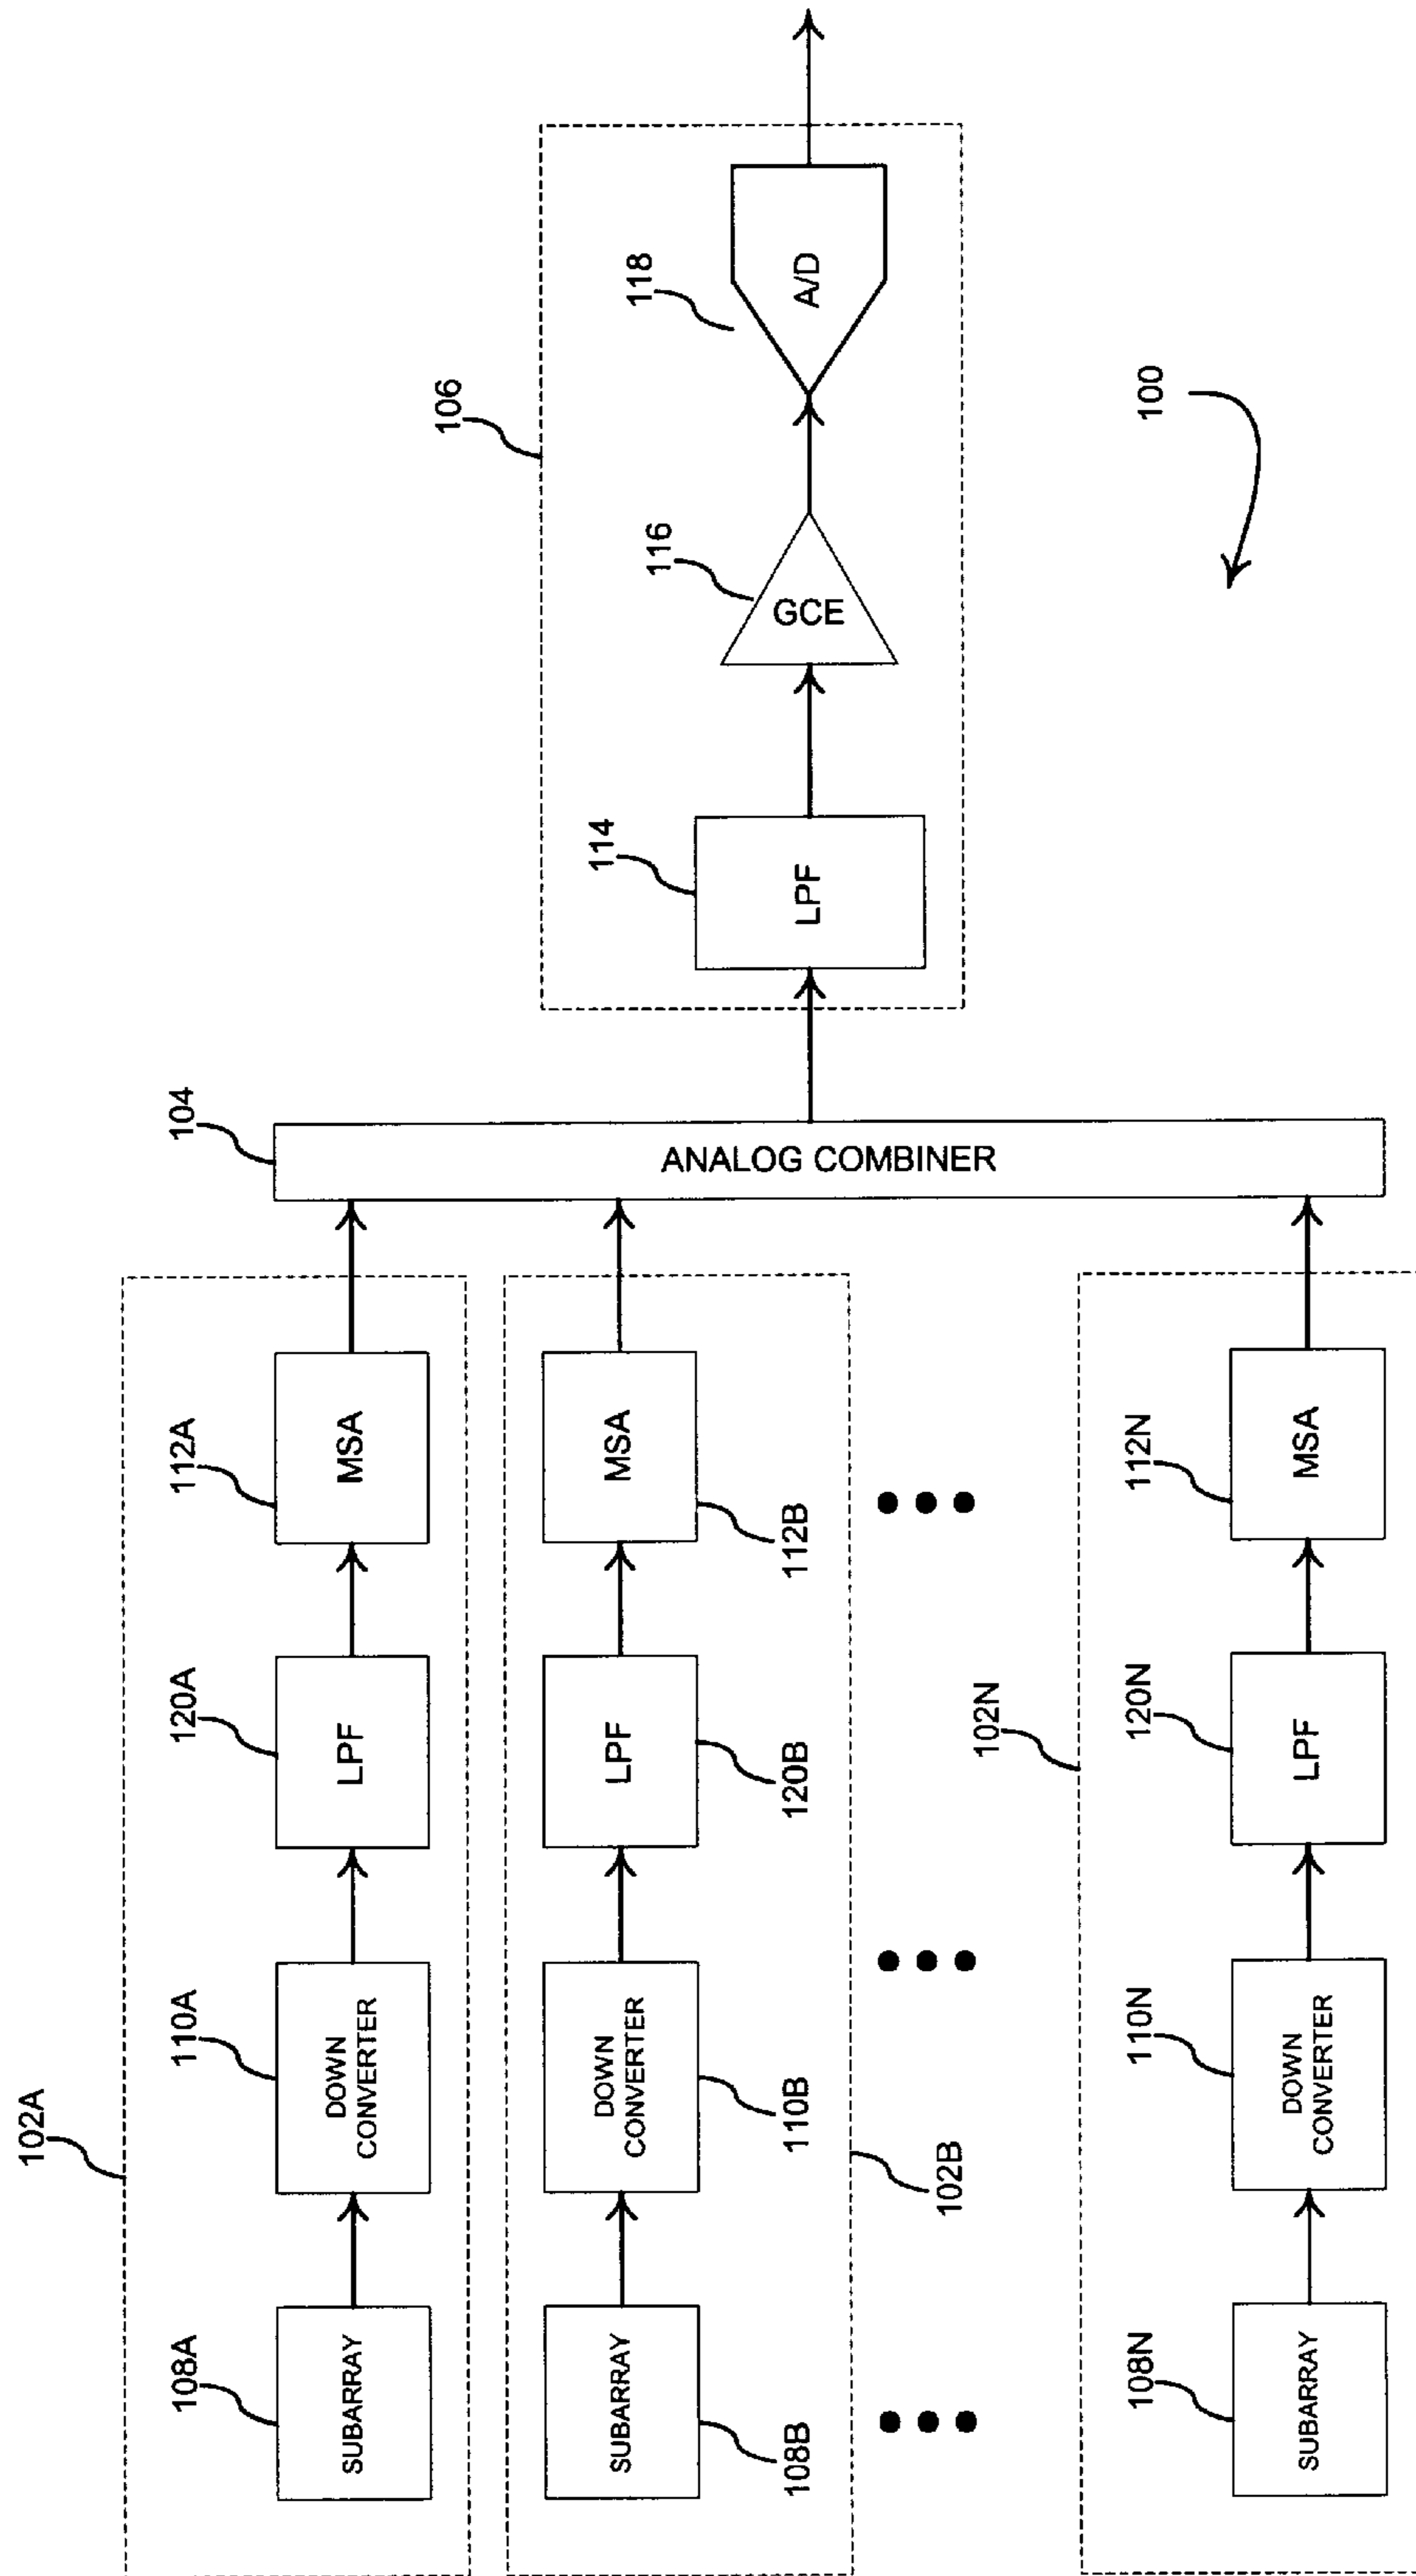 102A
108A
SUBARRAY
110A
DOWN
CONVERTER
120A
LPF
112A
MSA
SUBARRAY
108B
DOWN
CONVERTER
110B
LPF
120B
MSA
112B
102B
102N
108N
SUBARRAY
110N
DOWN
CONVERTER
120N
LPF
112N
MSA
104
ANALOG COMBINER
106
114
LPF
116
GCE
118
A/D
100